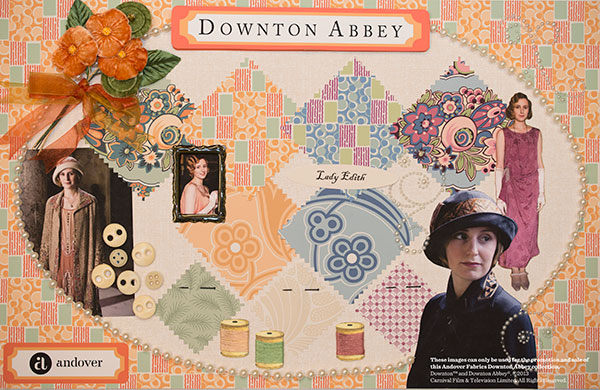 DOWNTON ABBEY
Lady Edith
a andover
These images can only be used for the promotion and sale of
this Andover Fabrics Downton Abbey collection.
Downton™ and Downton Abbey®. ©2013
Carnival Film & Television Limited. All Rights Reserved.